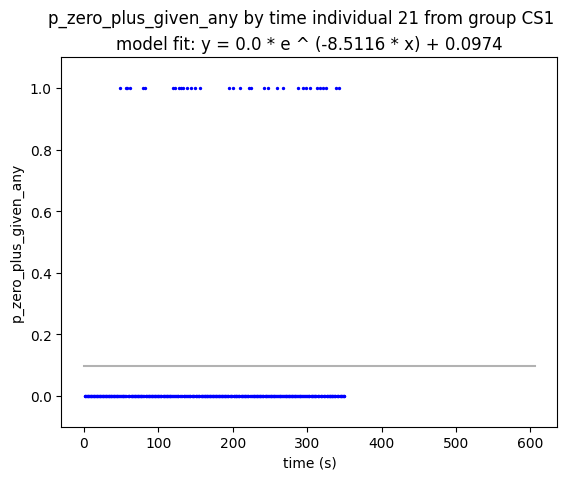 p_zero_plus_given_any by time individual 21 from group CS1
model fit: y = 0.0 * e ^ (-8.5116 * x) + 0.0974
1.0
0.8
0.6
0.4
0.2
0.0
p_zero_plus_given_any
0 100 200 300 400 500 600
time (s)